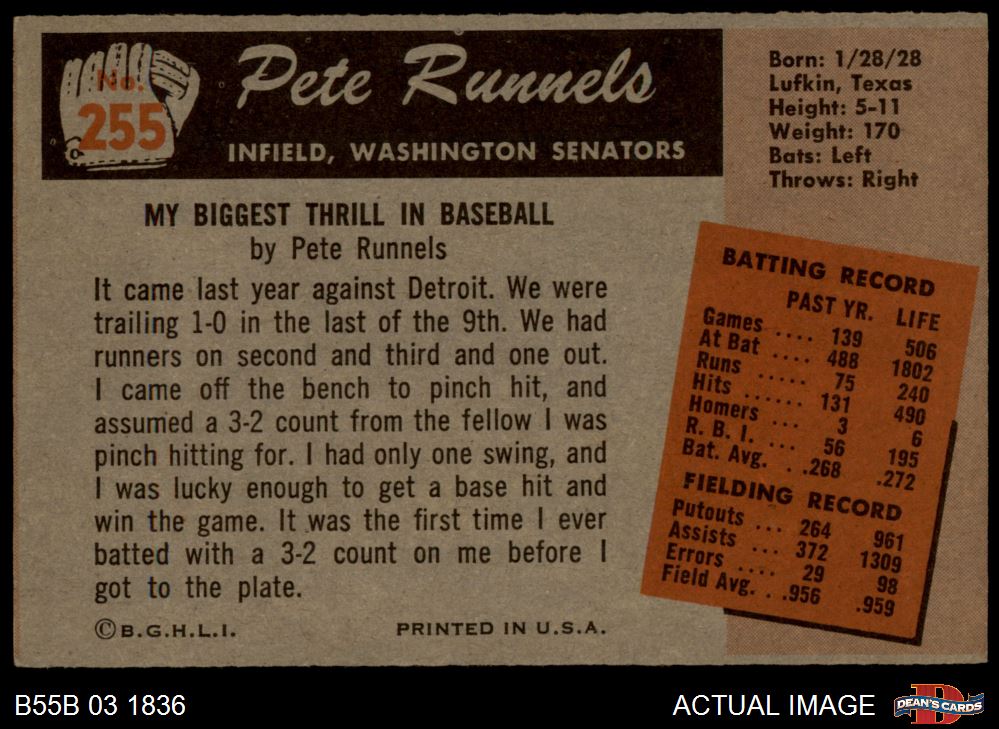 No.
255
Pete Runnels
INFIELD, WASHINGTON SENATORS
Born: 1/28/28
Lufkin, Texas
Height: 5-11
Weight: 170
Bats: Left
Throws: Right
MY BIGGEST THRILL IN BASEBALL
by Pete Runnels
It came last year against Detroit. We were
trailing 1-0 in the last of the 9th. We had
runners on second and third and one out.
I came off the bench to pinch hit, and
assumed a 3-2 count from the fellow I was
pinch hitting for. I had only one swing, and
I was lucky enough to get a base hit and
win the game. It was the first time I ever
batted with a 3-2 count on me before I
got to the plate.
©B.G.H.L.I. PRINTED IN U.S.A.
BATTING RECORD
PAST YR. LIFE
Games .... 139 506
At Bat .... 488 1802
Runs ..... 75 240
Hits ...... 131 490
Homers ... 3 6
R. B. I. ... 56 195
Bat. Avg. . .268 .272
FIELDING RECORD
Putouts ... 264 961
Assists ... 372 1309
Errors .... 29 98
Field Avg. . .956 .959
B55B 03 1836
ACTUAL IMAGE
D
DEAN'S CARDS